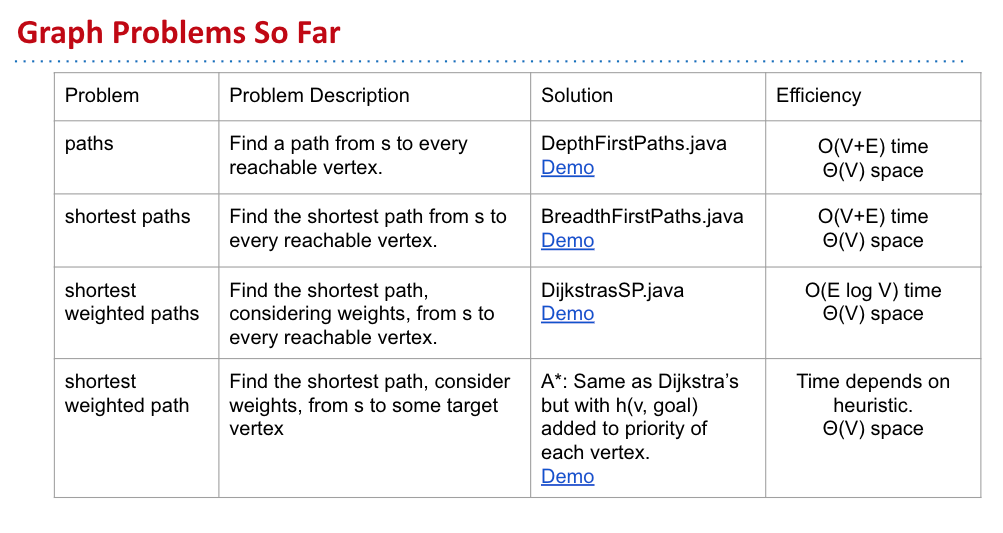 Graph Problems So Far
Problem
Problem Description
Solution
Efficiency
paths
Find a path from s to every
reachable vertex.
DepthFirstPaths.java
Demo
O(V+E) time
Θ(V) space
shortest paths
Find the shortest path from s to
every reachable vertex.
BreadthFirstPaths.java
Demo
O(V+E) time
Θ(V) space
shortest
weighted paths
Find the shortest path,
considering weights, from s to
every reachable vertex.
DijkstrasSP.java
Demo
O(E log V) time
Θ(V) space
shortest
weighted path
Find the shortest path, consider
weights, from s to some target
vertex
A*: Same as Dijkstra’s
but with h(v, goal)
added to priority of
each vertex.
Demo
Time depends on
heuristic.
Θ(V) space